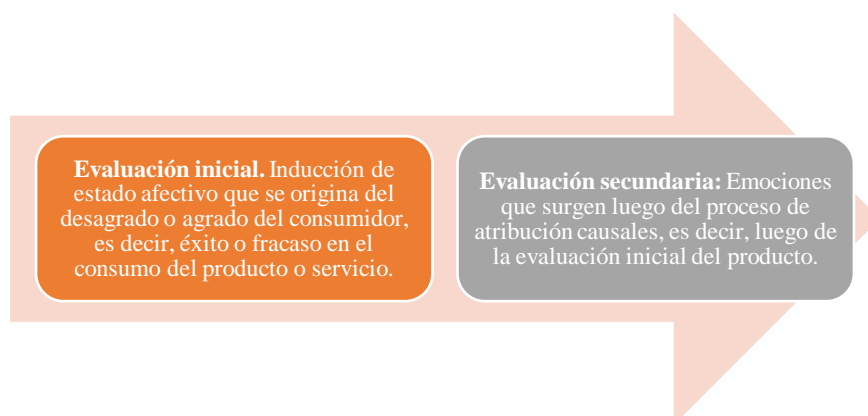 Evaluación inicial. Inducción de
estado afectivo que se origina del
desagrado o agrado del consumidor,
es decir, éxito o fracaso en el
consumo del producto o servicio.
Evaluación secundaria: Emociones
que surgen luego del proceso de
atribución causales, es decir, luego de
la evaluación inicial del producto.